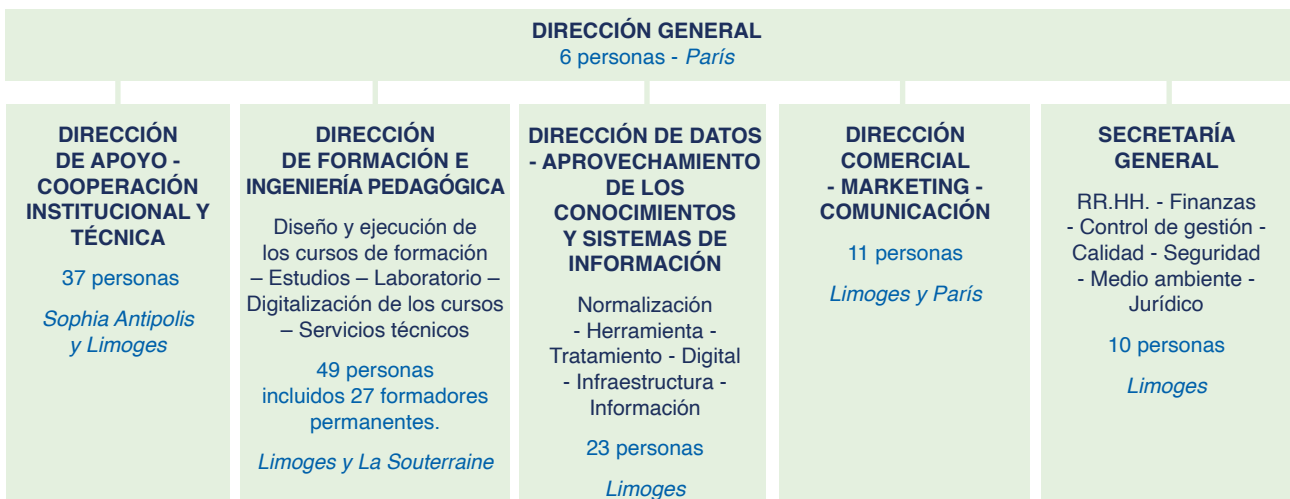 DIRECCIÓN GENERAL
6 personas - París
DIRECCIÓN
DE APOYO -
COOPERACIÓN
INSTITUCIONAL Y
TÉCNICA
37 personas
Sophia Antipolis
y Limoges
DIRECCIÓN
DE FORMACIÓN E
INGENIERÍA PEDAGÓGICA
Diseño y ejecución de
los cursos de formación
– Estudios – Laboratorio –
Digitalización de los cursos
– Servicios técnicos
49 personas
incluidos 27 formadores
permanentes.
Limoges y La Souterraine
DIRECCIÓN DE DATOS
- APROVECHAMIENTO
DE LOS
CONOCIMIENTOS
Y SISTEMAS DE
INFORMACIÓN
Normalización
- Herramienta -
Tratamiento - Digital
- Infraestructura -
Información
23 personas
Limoges
DIRECCIÓN
COMERCIAL
- MARKETING -
COMUNICACIÓN
11 personas
Limoges y París
SECRETARÍA
GENERAL
RR.HH. - Finanzas
- Control de gestión -
Calidad - Seguridad
- Medio ambiente -
Jurídico
10 personas
Limoges